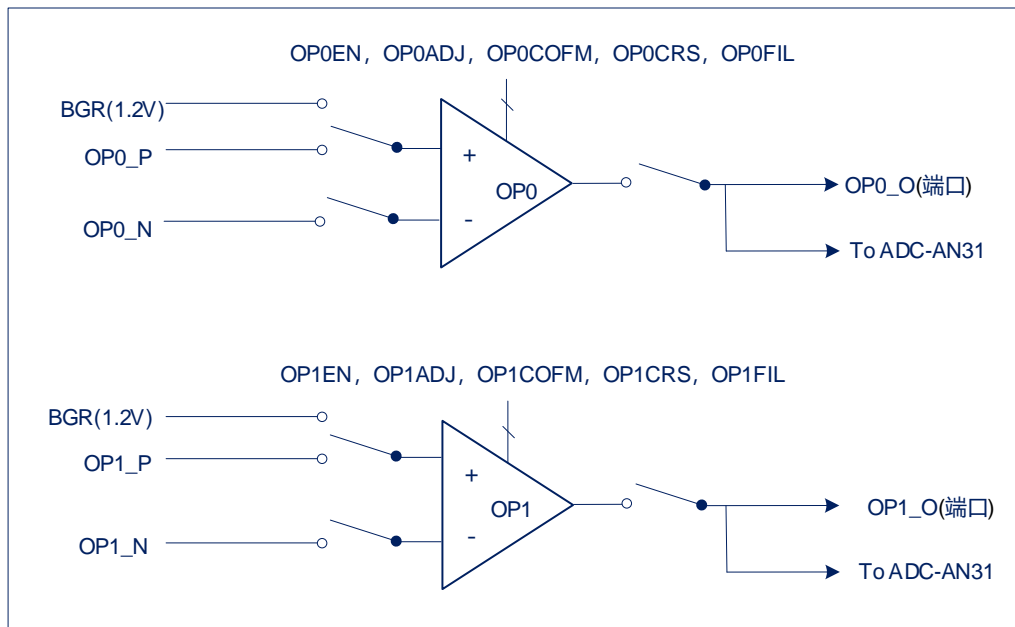 OP0EN, OP0ADJ, OP0COFM, OP0CRS, OP0FIL
BGR(1.2V)
OP0_P
+
OP0
OP0_O(端口)
OP0_N
-
To ADC-AN31
OP1EN, OP1ADJ, OP1COFM, OP1CRS, OP1FIL
BGR(1.2V)
OP1_P
+
OP1
OP1_O(端口)
OP1_N
-
To ADC-AN31